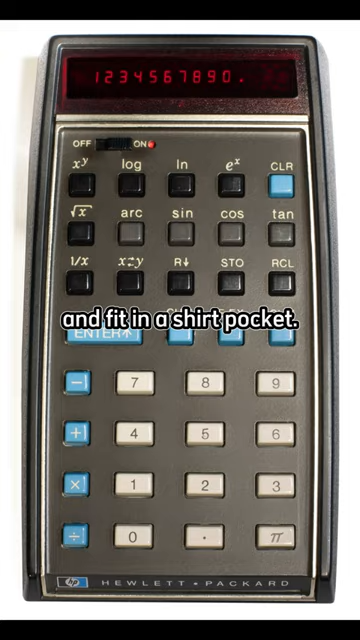 1234567890.
OFF ON
xʸ log ln eˣ CLR
√x arc sin cos tan
1/x x⇄y R↓ STO RCL
and fit in a shirt pocket.
ENTER↑
− 7 8 9
+ 4 5 6
× 1 2 3
÷ 0 . π
hp HEWLETT • PACKARD